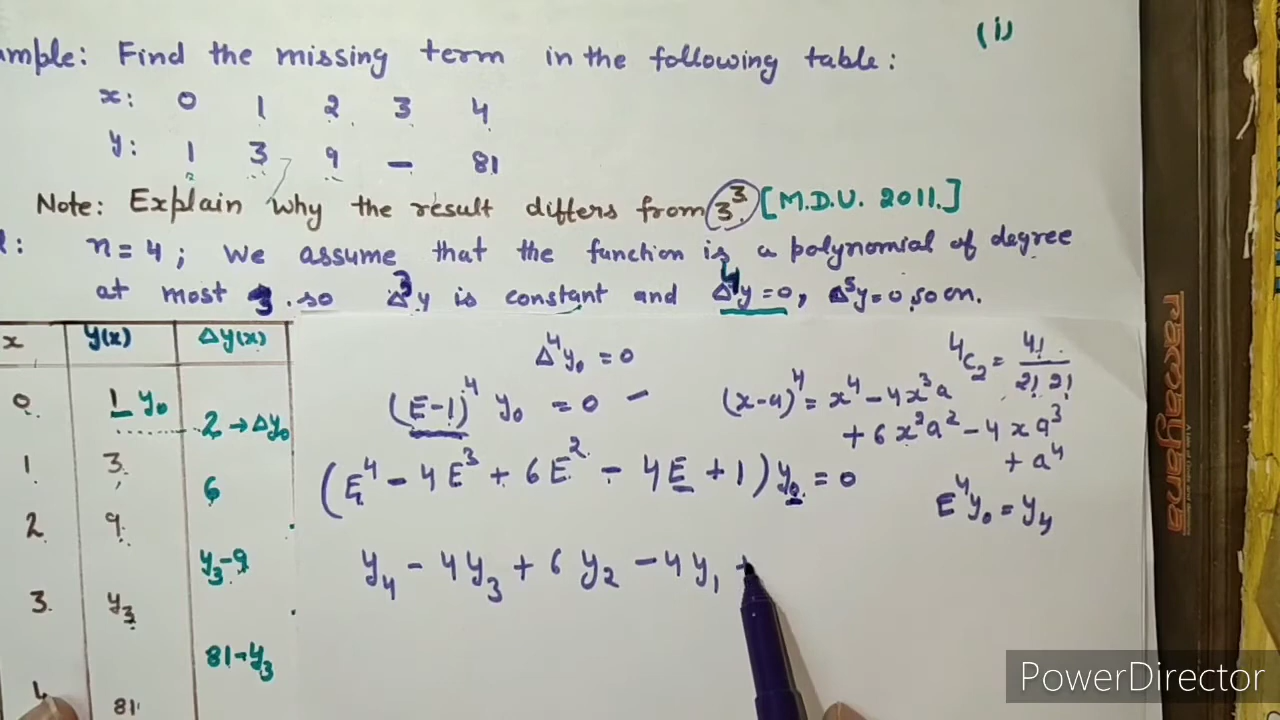 (i)
mple: Find the missing term in the following table:
x: 0 1 2 3 4
y: 1 3 9 – 81
Note: Explain why the result differs from 3³. [M.D.U. 2011.]
l: n=4; we assume that the function is a polynomial of degree
at most 3. so Δ³y is constant and Δ⁴y=0, Δ⁵y=0, so on.
x y(x) Δy(x)
0. 1 y₀
2→Δy₀
1 3
6
2 9
y₃-9
3. y₃
81-y₃
4 81
Δ⁴y₀ = 0
(E-1)⁴ y₀ = 0 –
(E⁴ - 4E³ + 6E² - 4E + 1) y₀ = 0
y₄ - 4y₃ + 6y₂ - 4y₁ +
⁴C₂ = 4!/2! 2!
(x-a)⁴ = x⁴ - 4x³a
+ 6x²a² - 4xa³
+ a⁴
E⁴y₀ = y₄
PowerDirector